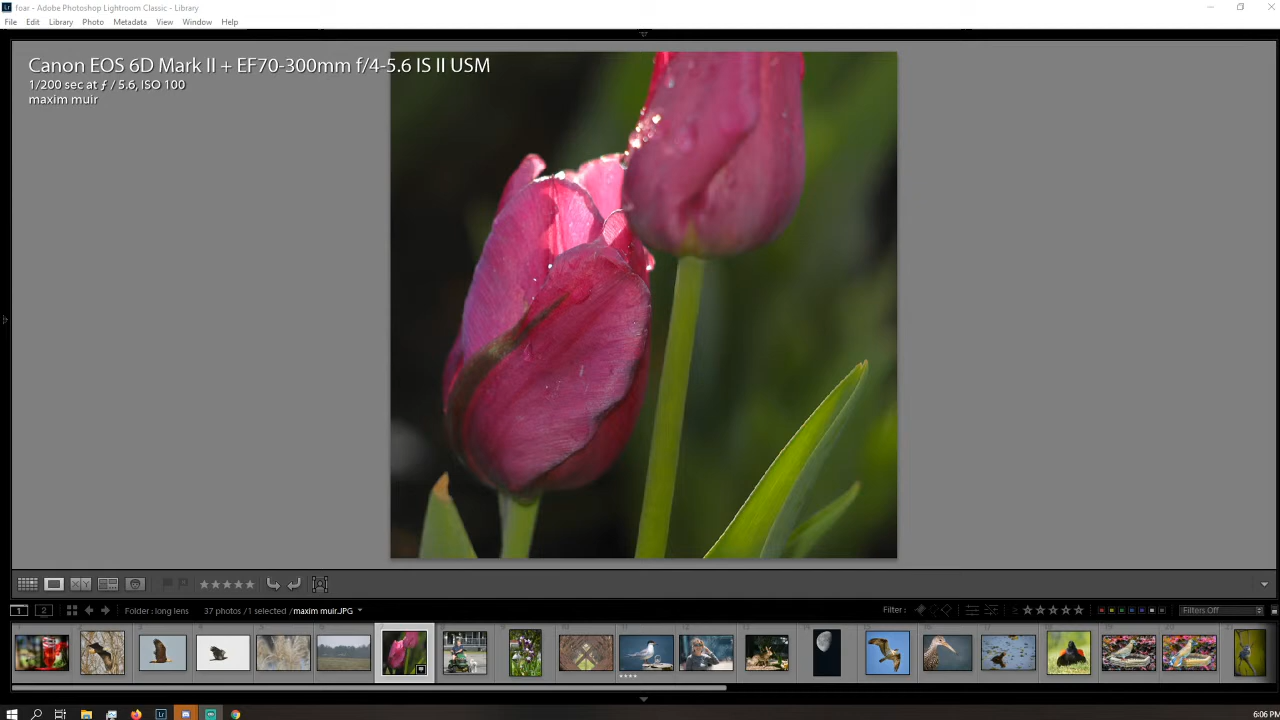 foar - Adobe Photoshop Lightroom Classic - Library
File Edit Library Photo Metadata View Window Help
Canon EOS 6D Mark II + EF70-300mm f/4-5.6 IS II USM
1/200 sec at ƒ / 5.6, ISO 100
maxim muir
XY
1 2 Folder : long lens 37 photos /1 selected /maxim muir.JPG Filter : Filters Off
6:06 PM